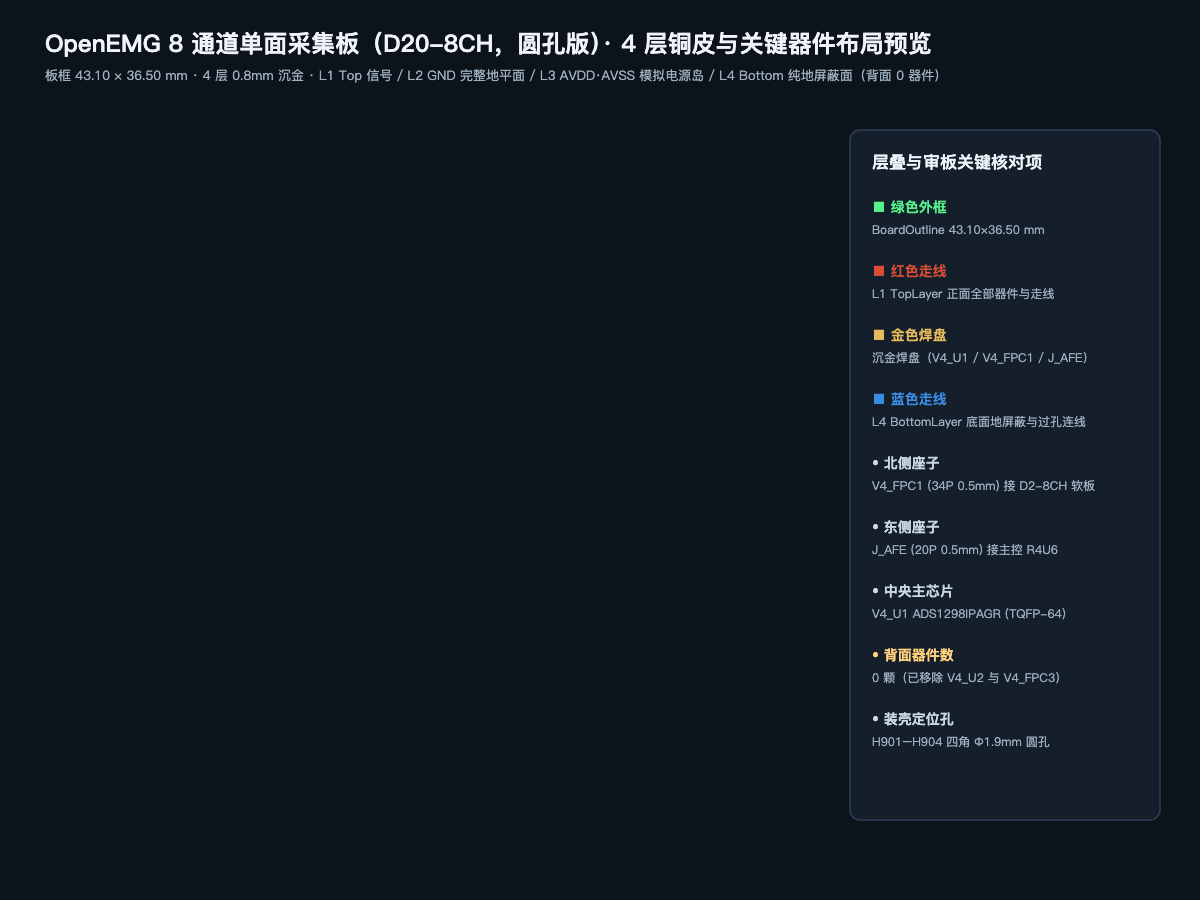 OpenEMG 8 通道单面采集板（D20-8CH，圆孔版）· 4 层铜皮与关键器件布局预览
板框 43.10 × 36.50 mm · 4 层 0.8mm 沉金 · L1 Top 信号 / L2 GND 完整地平面 / L3 AVDD·AVSS 模拟电源岛 / L4 Bottom 纯地屏蔽面（背面 0 器件）
层叠与审板关键核对项
■ 绿色外框
BoardOutline 43.10×36.50 mm
■ 红色走线
L1 TopLayer 正面全部器件与走线
■ 金色焊盘
沉金焊盘（V4_U1 / V4_FPC1 / J_AFE）
■ 蓝色走线
L4 BottomLayer 底面地屏蔽与过孔连线
• 北侧座子
V4_FPC1 (34P 0.5mm) 接 D2-8CH 软板
• 东侧座子
J_AFE (20P 0.5mm) 接主控 R4U6
• 中央主芯片
V4_U1 ADS1298IPAGR (TQFP-64)
• 背面器件数
0 颗（已移除 V4_U2 与 V4_FPC3）
• 装壳定位孔
H901—H904 四角 Φ1.9mm 圆孔